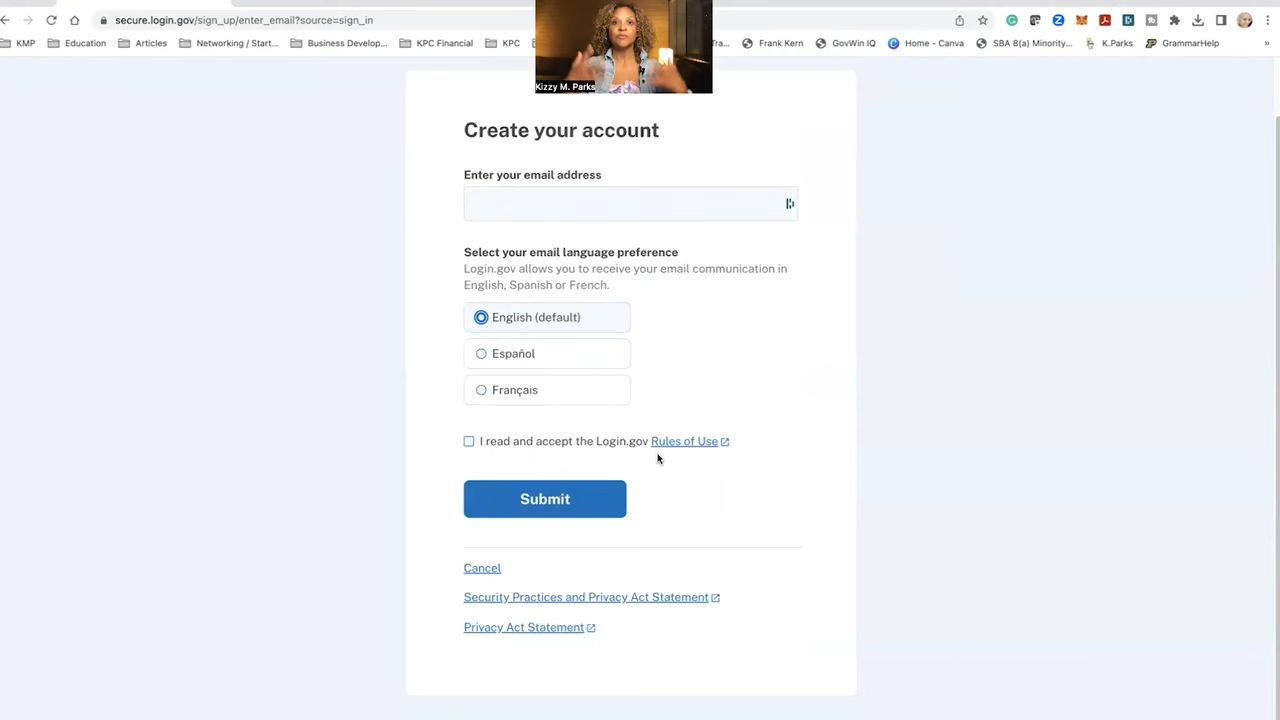 secure.login.gov/sign_up/enter_email?source=sign_in
KMP Education Articles Networking / Start... Business Develop... KPC Financial KPC Tra... Frank Kern GovWin IQ Home - Canva SBA 8(a) Minority... K.Parks GrammarHelp »
Kizzy M. Parks
Create your account
Enter your email address
Select your email language preference
Login.gov allows you to receive your email communication in
English, Spanish or French.
English (default)
Español
Français
I read and accept the Login.gov Rules of Use
Submit
Cancel
Security Practices and Privacy Act Statement
Privacy Act Statement